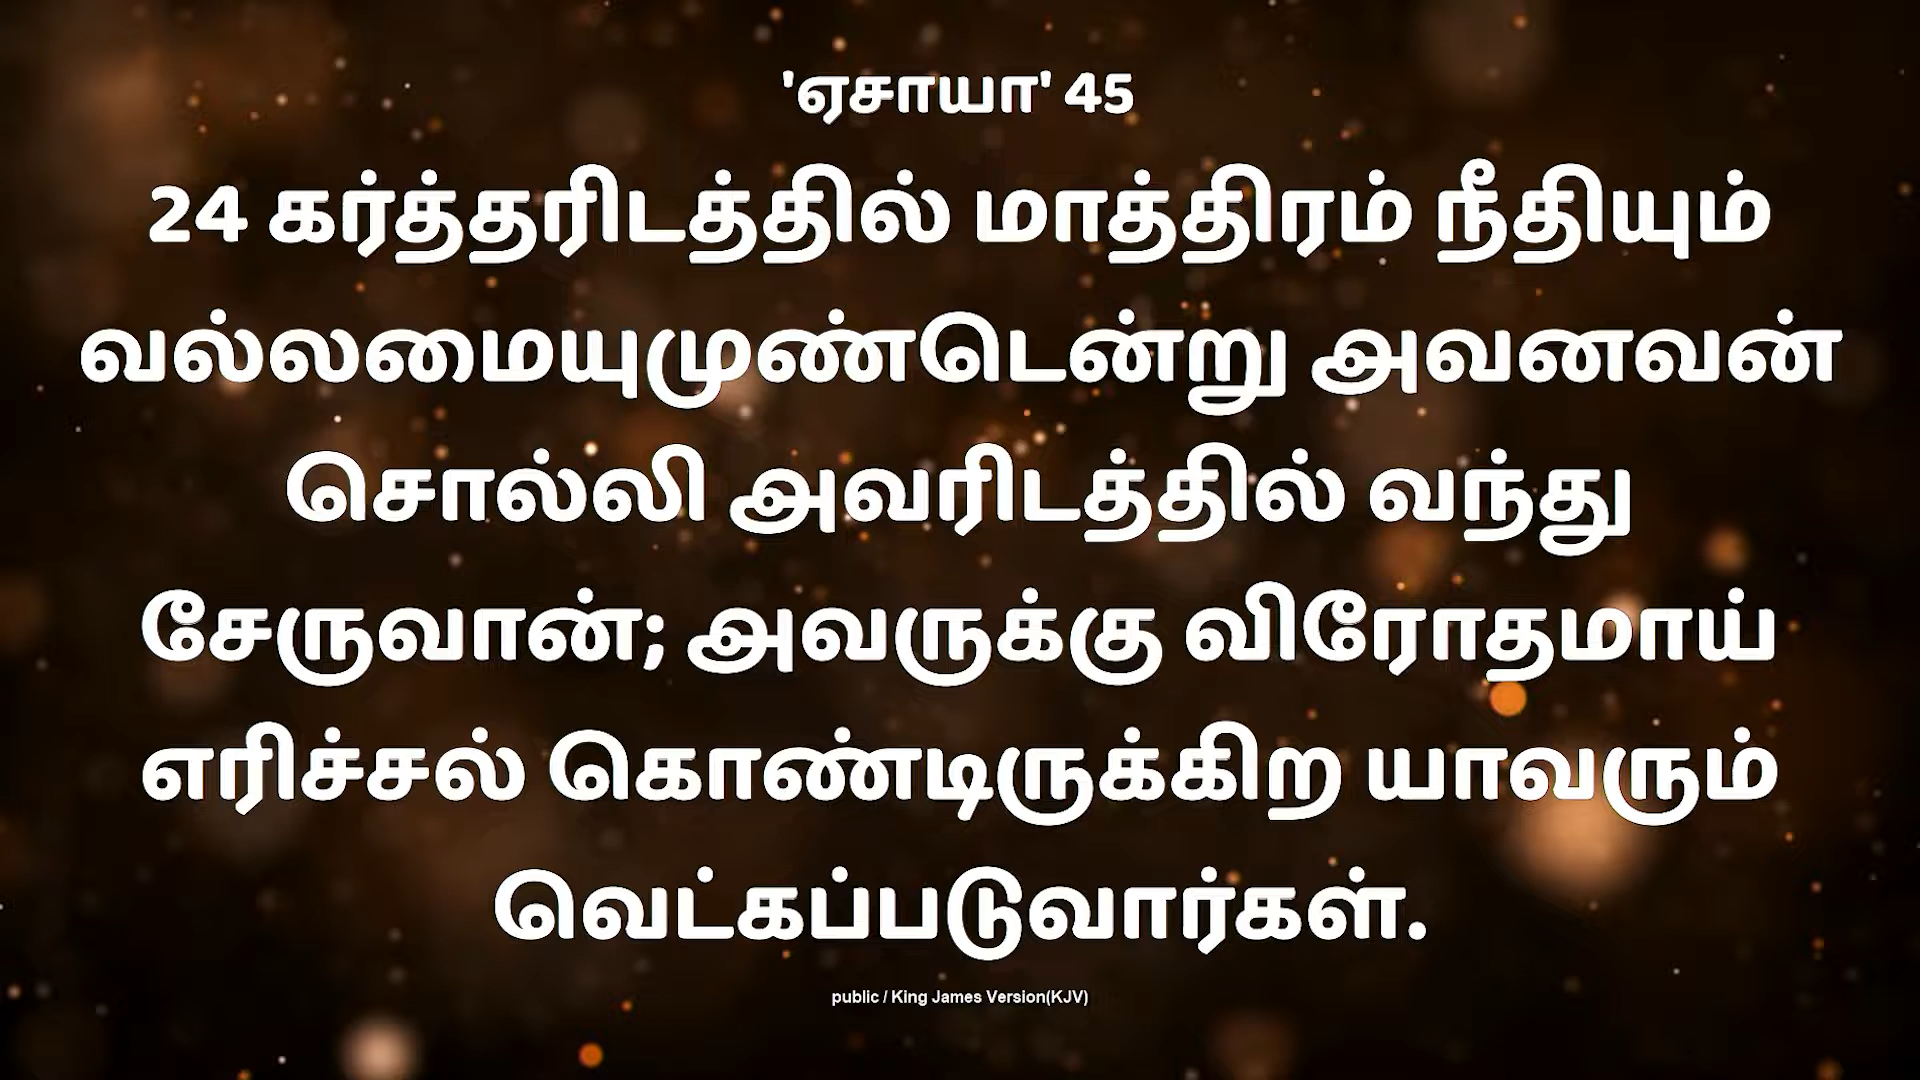 'ஏசாயா' 45
24 கர்த்தரிடத்தில் மாத்திரம் நீதியும்
வல்லமையுமுண்டென்று அவனவன்
சொல்லி அவரிடத்தில் வந்து
சேருவான்; அவருக்கு விரோதமாய்
எரிச்சல் கொண்டிருக்கிற யாவரும்
வெட்கப்படுவார்கள்.
public / King James Version(KJV)